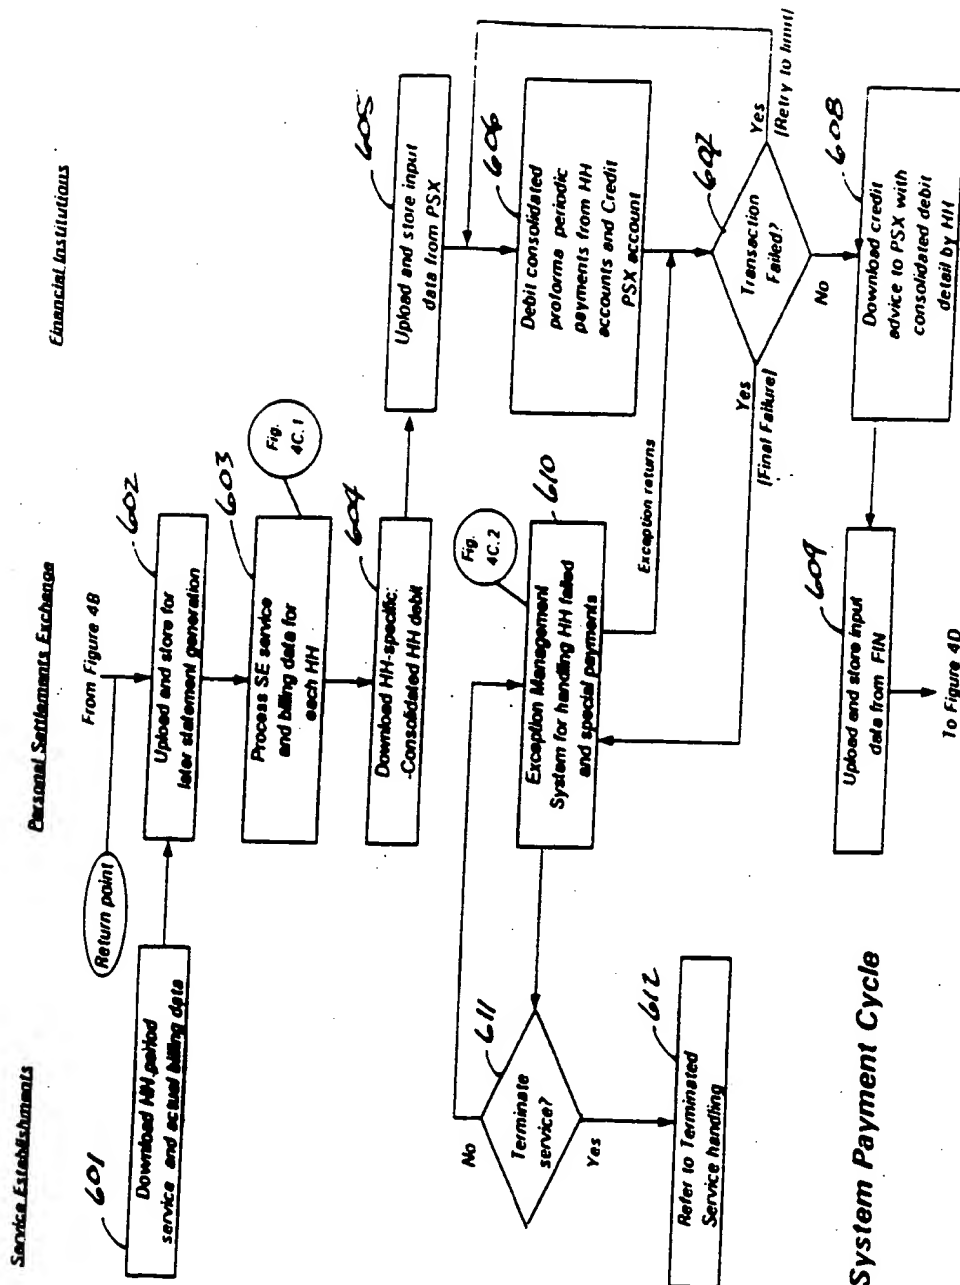 Service Establishments
Personal Settlements Exchange
Financial Institutions
601
Download HH period
service and actual billing data
Return point
From Figure 4B
602
Upload and store for
later statement generation
603
Process SE service
and billing data for
each HH
Fig.
4C.1
604
Download HH-specific:
-Consolidated HH debit
605
Upload and store input
data from PSX
606
Debit consolidated
proforma periodic
payments from HH
accounts and Credit
PSX account
607
Transaction
Failed?
Yes
[Retry to limit]
Yes
[Final Failure]
No
608
Download credit
advice to PSX with
consolidated debit
detail by HH
609
Upload and store input
data from FIN
To Figure 4D
Fig.
4C.2
610
Exception Management
System for handling HH failed
and special payments
Exception returns
611
Terminate
service?
No
Yes
612
Refer to Terminated
Service handling
System Payment Cycle